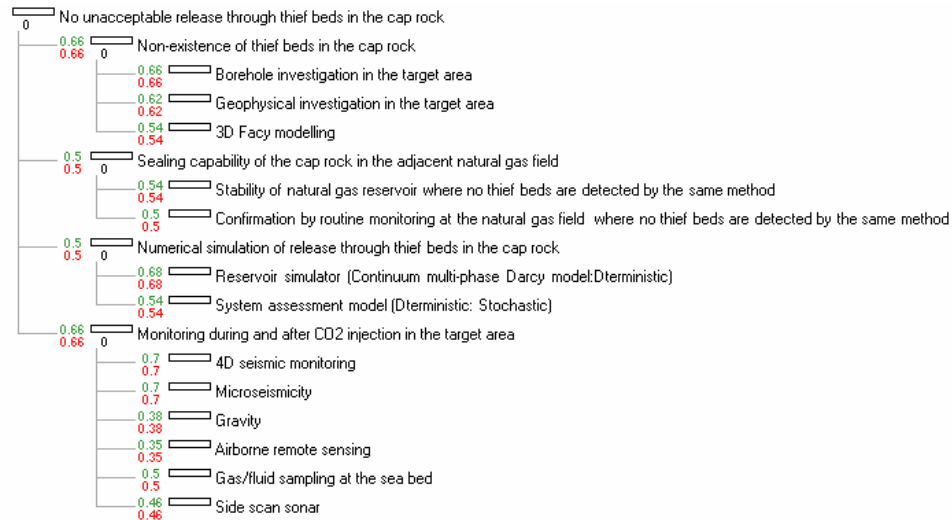 No unacceptable release through thief beds in the cap rock
0
0.66
0.66 0 Non-existence of thief beds in the cap rock
0.66
0.66 Borehole investigation in the target area
0.62
0.62 Geophysical investigation in the target area
0.54
0.54 3D Facy modelling
0.5
0.5 0 Sealing capability of the cap rock in the adjacent natural gas field
0.54
0.54 Stability of natural gas reservoir where no thief beds are detected by the same method
0.5
0.5 Confirmation by routine monitoring at the natural gas field where no thief beds are detected by the same method
0.5
0.5 0 Numerical simulation of release through thief beds in the cap rock
0.68
0.68 Reservoir simulator (Continuum multi-phase Darcy model:Dterministic)
0.54
0.54 System assessment model (Dterministic: Stochastic)
0.66
0.66 0 Monitoring during and after CO2 injection in the target area
0.7
0.7 4D seismic monitoring
0.7
0.7 Microseismicity
0.38
0.38 Gravity
0.35
0.35 Airborne remote sensing
0.5
0.5 Gas/fluid sampling at the sea bed
0.46
0.46 Side scan sonar